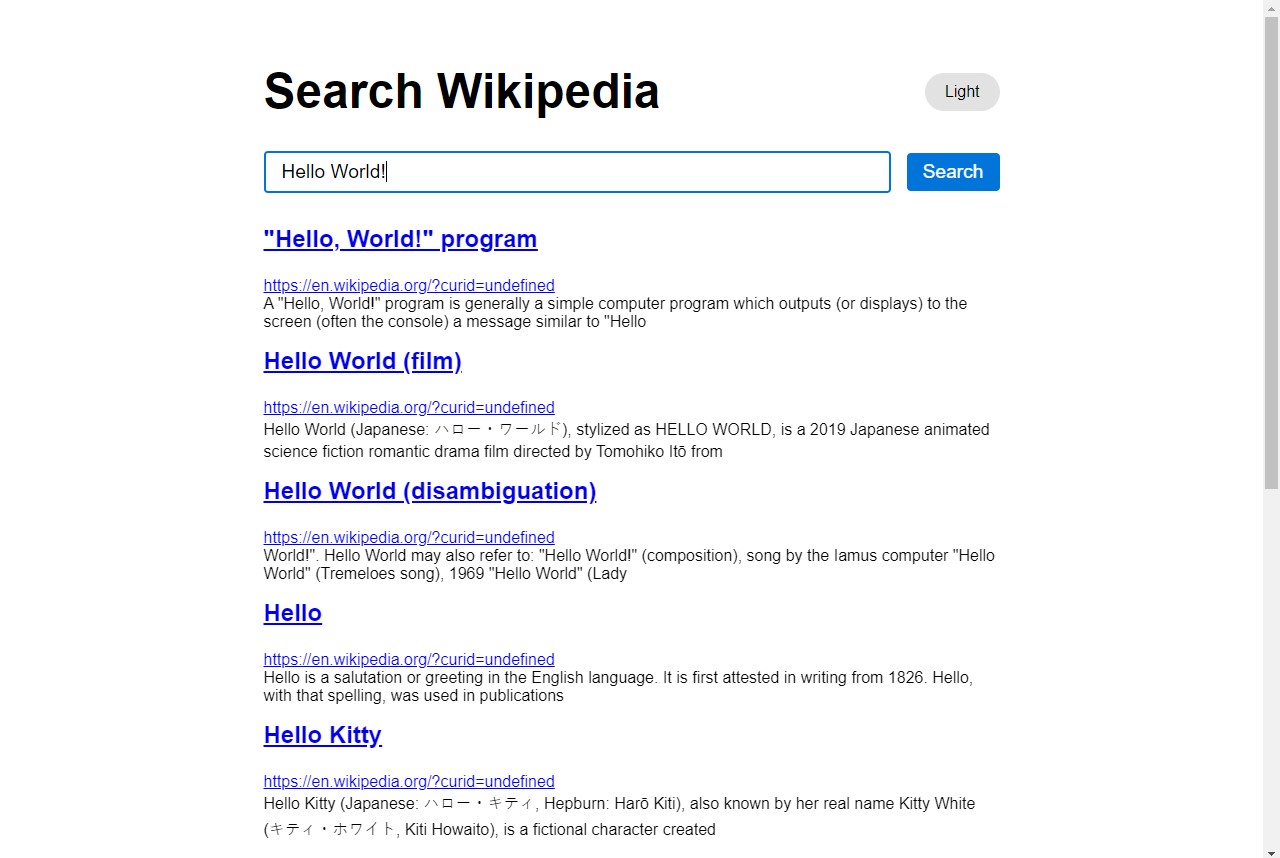 Search Wikipedia
Light
Hello World!
Search
"Hello, World!" program
https://en.wikipedia.org/?curid=undefined
A "Hello, World!" program is generally a simple computer program which outputs (or displays) to the
screen (often the console) a message similar to "Hello
Hello World (film)
https://en.wikipedia.org/?curid=undefined
Hello World (Japanese: ハロー・ワールド), stylized as HELLO WORLD, is a 2019 Japanese animated
science fiction romantic drama film directed by Tomohiko Itō from
Hello World (disambiguation)
https://en.wikipedia.org/?curid=undefined
World!". Hello World may also refer to: "Hello World!" (composition), song by the Iamus computer "Hello
World" (Tremeloes song), 1969 "Hello World" (Lady
Hello
https://en.wikipedia.org/?curid=undefined
Hello is a salutation or greeting in the English language. It is first attested in writing from 1826. Hello,
with that spelling, was used in publications
Hello Kitty
https://en.wikipedia.org/?curid=undefined
Hello Kitty (Japanese: ハロー・キティ, Hepburn: Harō Kiti), also known by her real name Kitty White
(キティ・ホワイト, Kiti Howaito), is a fictional character created